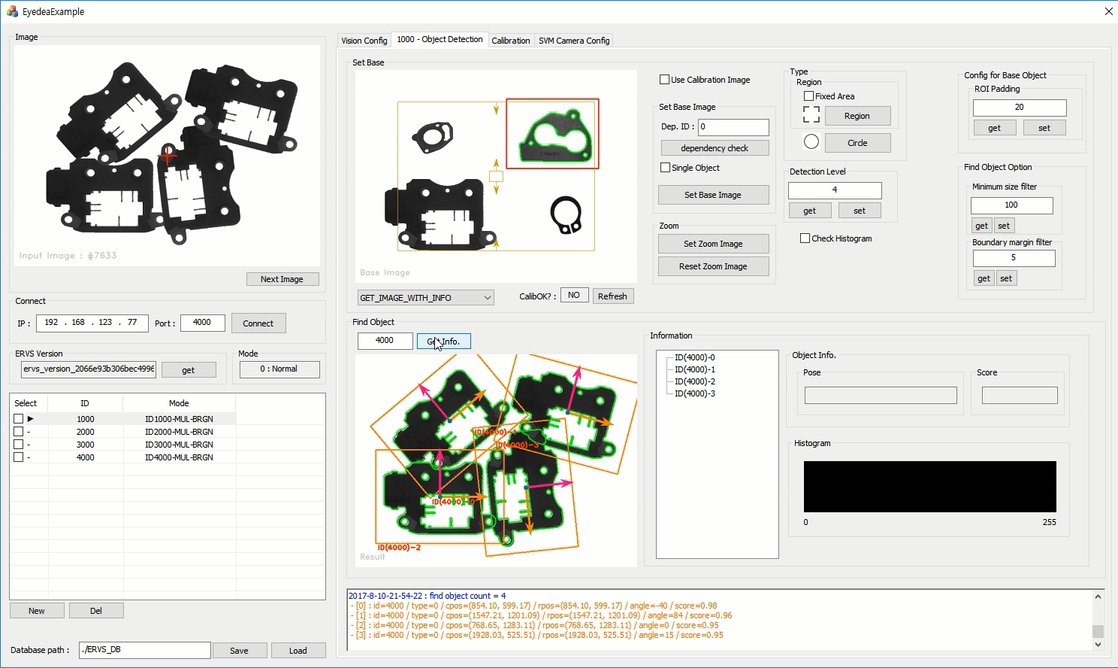 EyedeaExample
Image
Input Image : #7633
Next Image
Connect
IP : 192 . 168 . 123 . 77 Port : 4000 Connect
ERVS Version
ervs_version_2066e93b306bec4996 get
Mode
0 : Normal
Select ID Mode
1000 ID1000-MUL-BRGN
- 2000 ID2000-MUL-BRGN
- 3000 ID3000-MUL-BRGN
- 4000 ID4000-MUL-BRGN
New Del
Database path : ./ERVS_DB Save Load
Vision Config 1000 - Object Detection Calibration SVM Camera Config
Set Base
Base Image
GET_IMAGE_WITH_INFO CalibOK? : NO Refresh
Use Calibration Image
Set Base Image
Dep. ID : 0
dependency check
Single Object
Set Base Image
Zoom
Set Zoom Image
Reset Zoom Image
Type
Region
Fixed Area
Region
Circle
Detection Level
4
get set
Check Histogram
Config for Base Object
ROI Padding
20
get set
Find Object Option
Minimum size filter
100
get set
Boundary margin filter
5
get set
Find Object
4000 Get Info.
ID(4000)-2
Result
Information
ID(4000)-0
ID(4000)-1
ID(4000)-2
ID(4000)-3
Object Info.
Pose
Score
Histogram
0 255
2017-8-10-21-54-22 : find object count = 4
- [0] : id=4000 / type=0 / cpos=(854.10, 599.17) / rpos=(854.10, 599.17) / angle=-40 / score=0.98
- [1] : id=4000 / type=0 / cpos=(1547.21, 1201.09) / rpos=(1547.21, 1201.09) / angle=84 / score=0.96
- [2] : id=4000 / type=0 / cpos=(768.65, 1283.11) / rpos=(768.65, 1283.11) / angle=0 / score=0.95
- [3] : id=4000 / type=0 / cpos=(1928.03, 525.51) / rpos=(1928.03, 525.51) / angle=15 / score=0.95